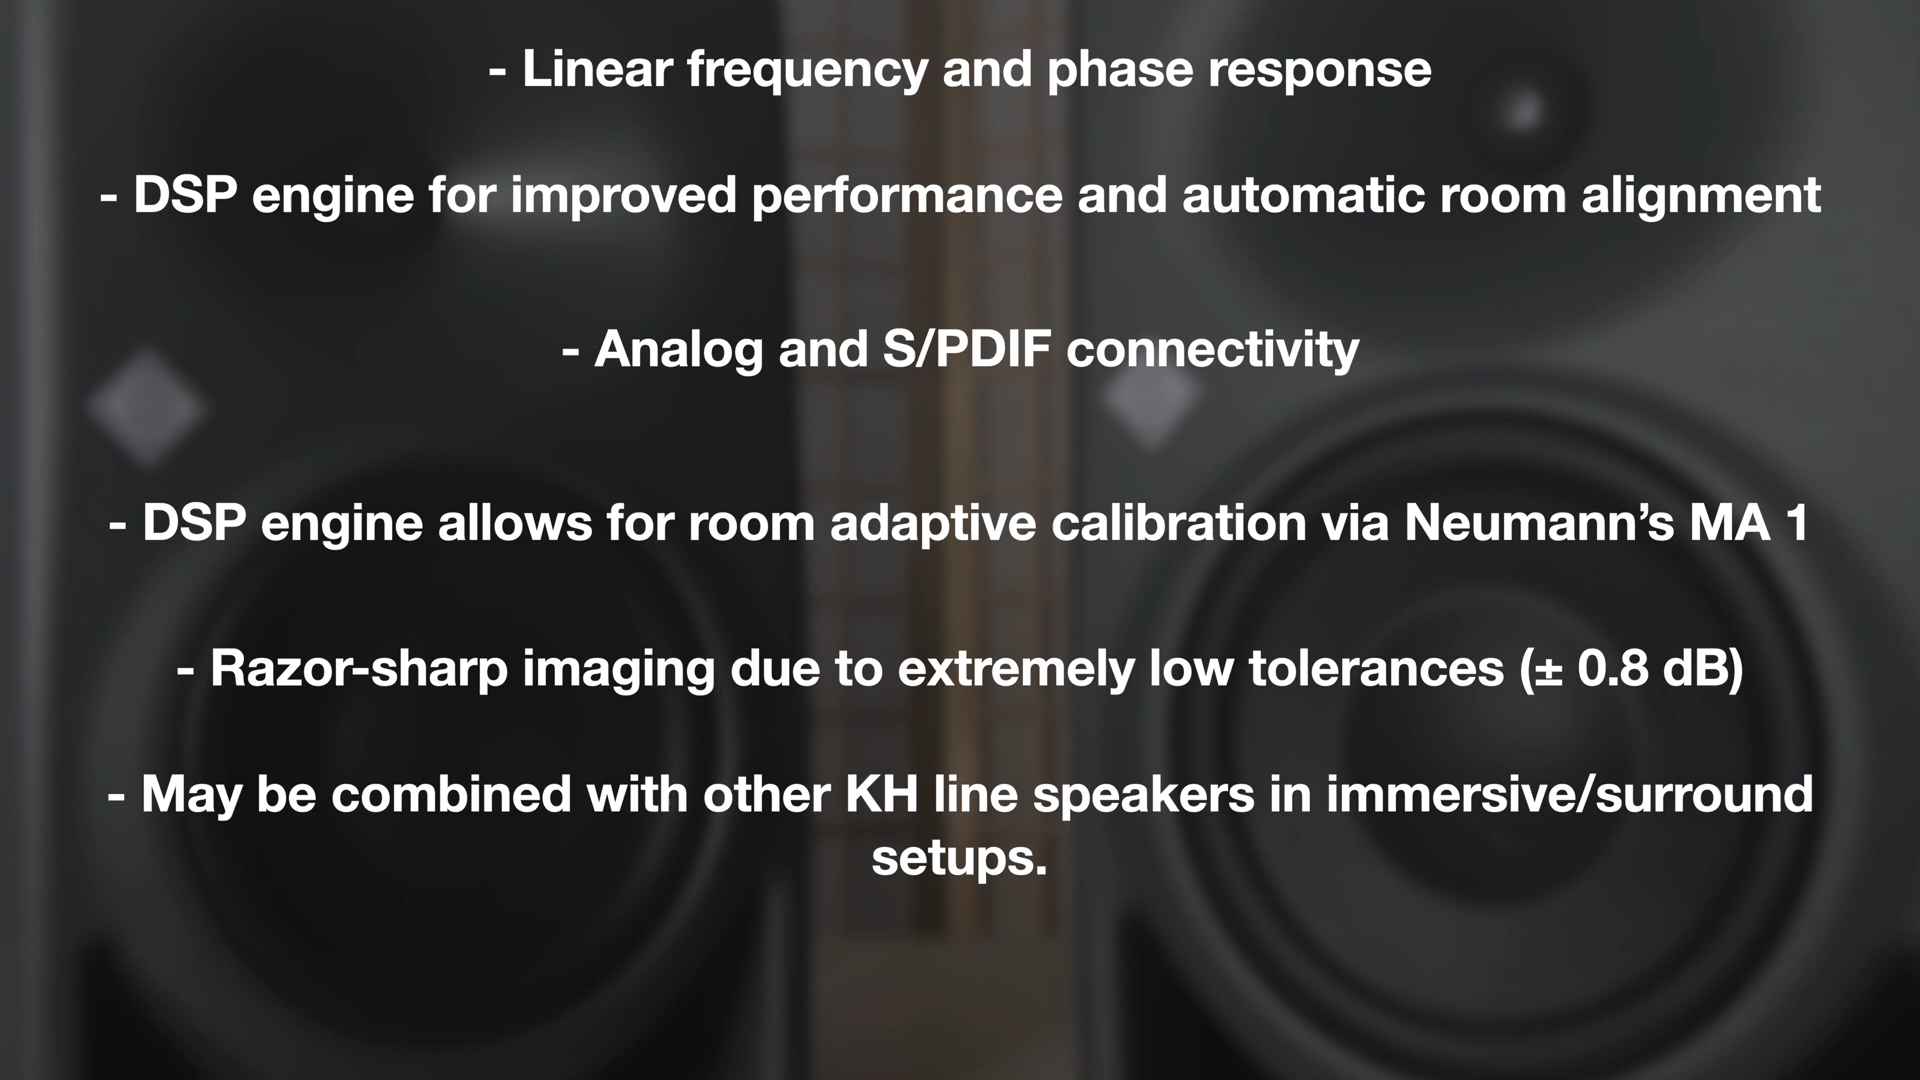 - Linear frequency and phase response
- DSP engine for improved performance and automatic room alignment
- Analog and S/PDIF connectivity
- DSP engine allows for room adaptive calibration via Neumann’s MA 1
- Razor-sharp imaging due to extremely low tolerances (± 0.8 dB)
- May be combined with other KH line speakers in immersive/surround
setups.